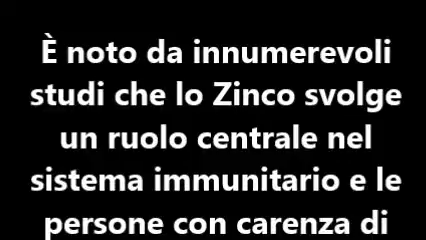 È noto da innumerevoli
studi che lo Zinco svolge
un ruolo centrale nel
sistema immunitario e le
persone con carenza di